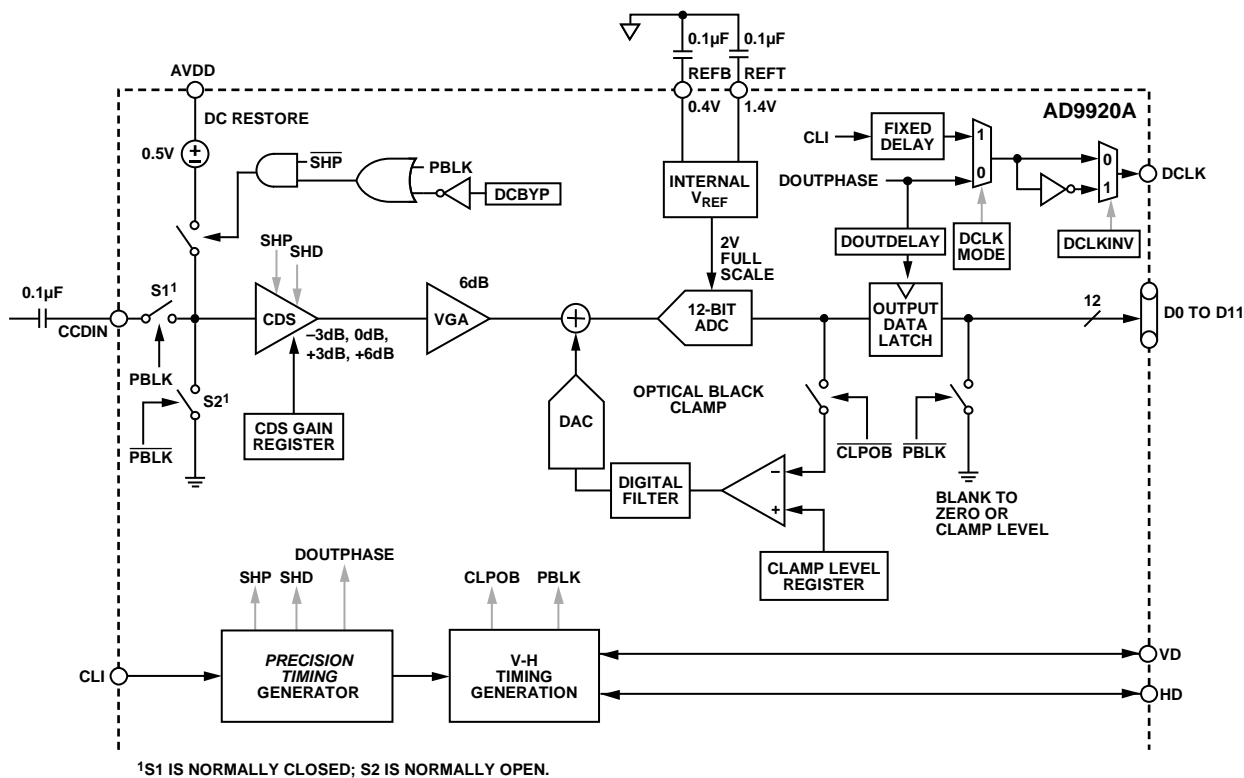 0.1µF
0.1µF
REFB
REFT
AVDD
0.4V
1.4V
AD9920A
DC RESTORE
CLI
FIXED
DELAY
1
0
0.5V
±
S̅H̅P̅
PBLK
DCBYP
INTERNAL
VREF
DOUTPHASE
0
1
DCLK
SHP
SHD
2V
FULL
SCALE
DOUTDELAY
DCLK
MODE
DCLKINV
0.1µF
CCDIN
S1¹
CDS
–3dB, 0dB,
+3dB, +6dB
6dB
VGA
+
12-BIT
ADC
OUTPUT
DATA
LATCH
12
D0 TO D11
PBLK
S2¹
P̅B̅L̅K̅
CDS GAIN
REGISTER
DAC
OPTICAL BLACK
CLAMP
C̅L̅P̅O̅B̅
P̅B̅L̅K̅
DIGITAL
FILTER
–
+
BLANK TO
ZERO OR
CLAMP LEVEL
CLAMP LEVEL
REGISTER
DOUTPHASE
SHP
SHD
CLPOB
PBLK
CLI
PRECISION
TIMING
GENERATOR
V-H
TIMING
GENERATION
VD
HD
¹S1 IS NORMALLY CLOSED; S2 IS NORMALLY OPEN.